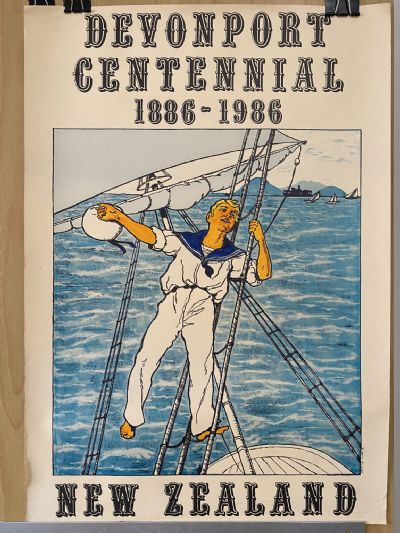 DEVONPORT
CENTENNIAL
1886-1986
NEW ZEALAND